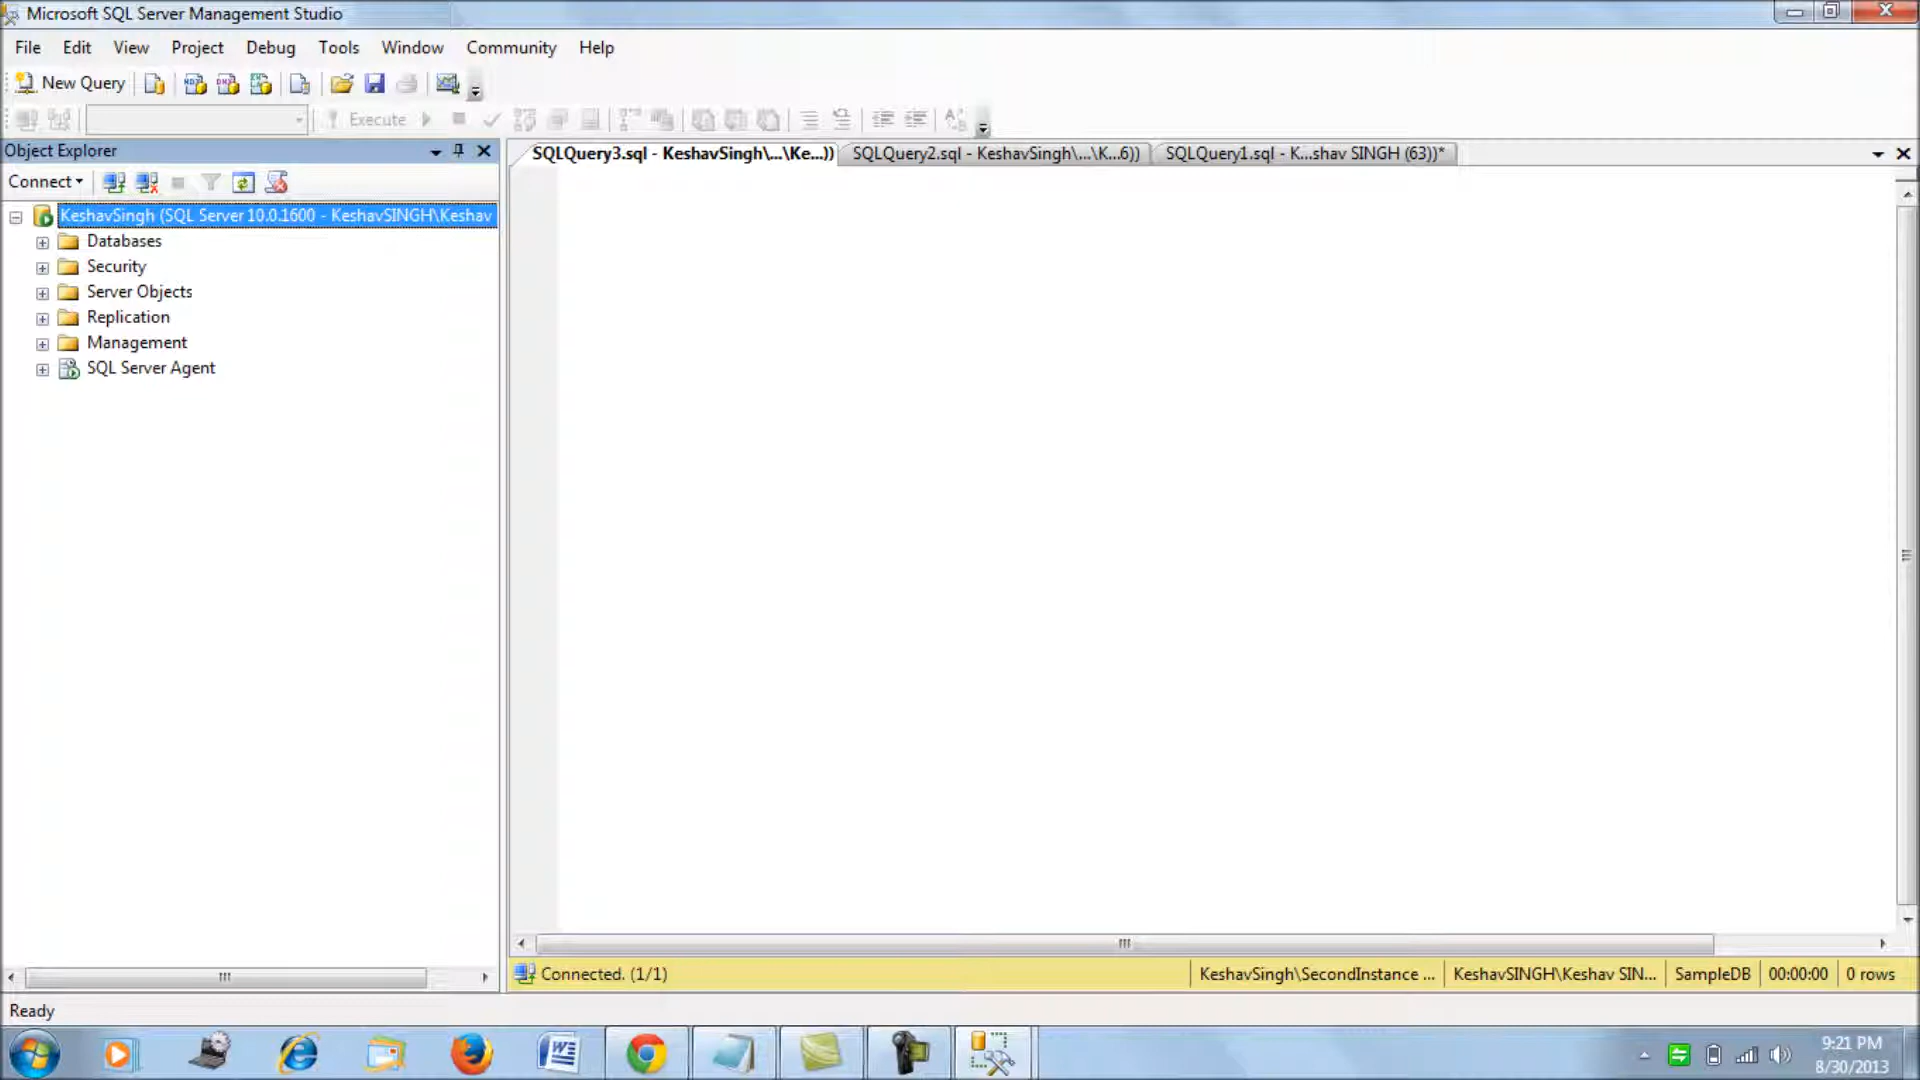 Microsoft SQL Server Management Studio
File Edit View Project Debug Tools Window Community Help
New Query
Execute
Object Explorer
SQLQuery3.sql - KeshavSingh\...\Ke...)) SQLQuery2.sql - KeshavSingh\...\K...6)) SQLQuery1.sql - K...shav SINGH (63))*
Connect
KeshavSingh (SQL Server 10.0.1600 - KeshavSINGH\Keshav
Databases
Security
Server Objects
Replication
Management
SQL Server Agent
Connected. (1/1) KeshavSingh\SecondInstance ... KeshavSINGH\Keshav SIN... SampleDB 00:00:00 0 rows
Ready
9:21 PM
8/30/2013